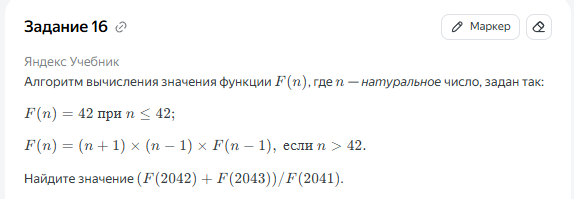 Задание 16
Маркер
Яндекс Учебник
Алгоритм вычисления значения функции F(n), где n — натуральное число, задан так:
F(n) = 42 при n ≤ 42;
F(n) = (n + 1) × (n − 1) × F(n − 1), если n > 42.
Найдите значение (F(2042) + F(2043))/F(2041).